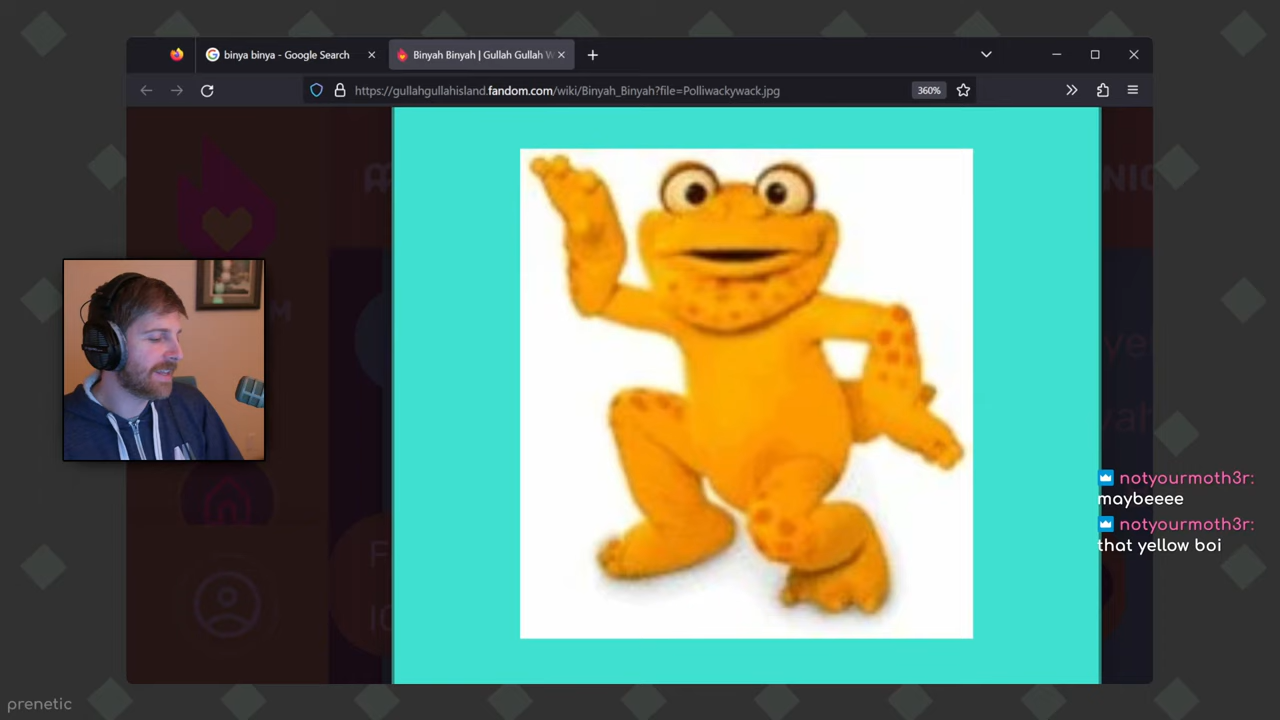 binya binya - Google Search
Binyah Binyah | Gullah Gullah W
https://gullahgullahisland.fandom.com/wiki/Binyah_Binyah?file=Polliwackywack.jpg
360%
notyourmoth3r:
maybeeee
notyourmoth3r:
that yellow boi
prenetic